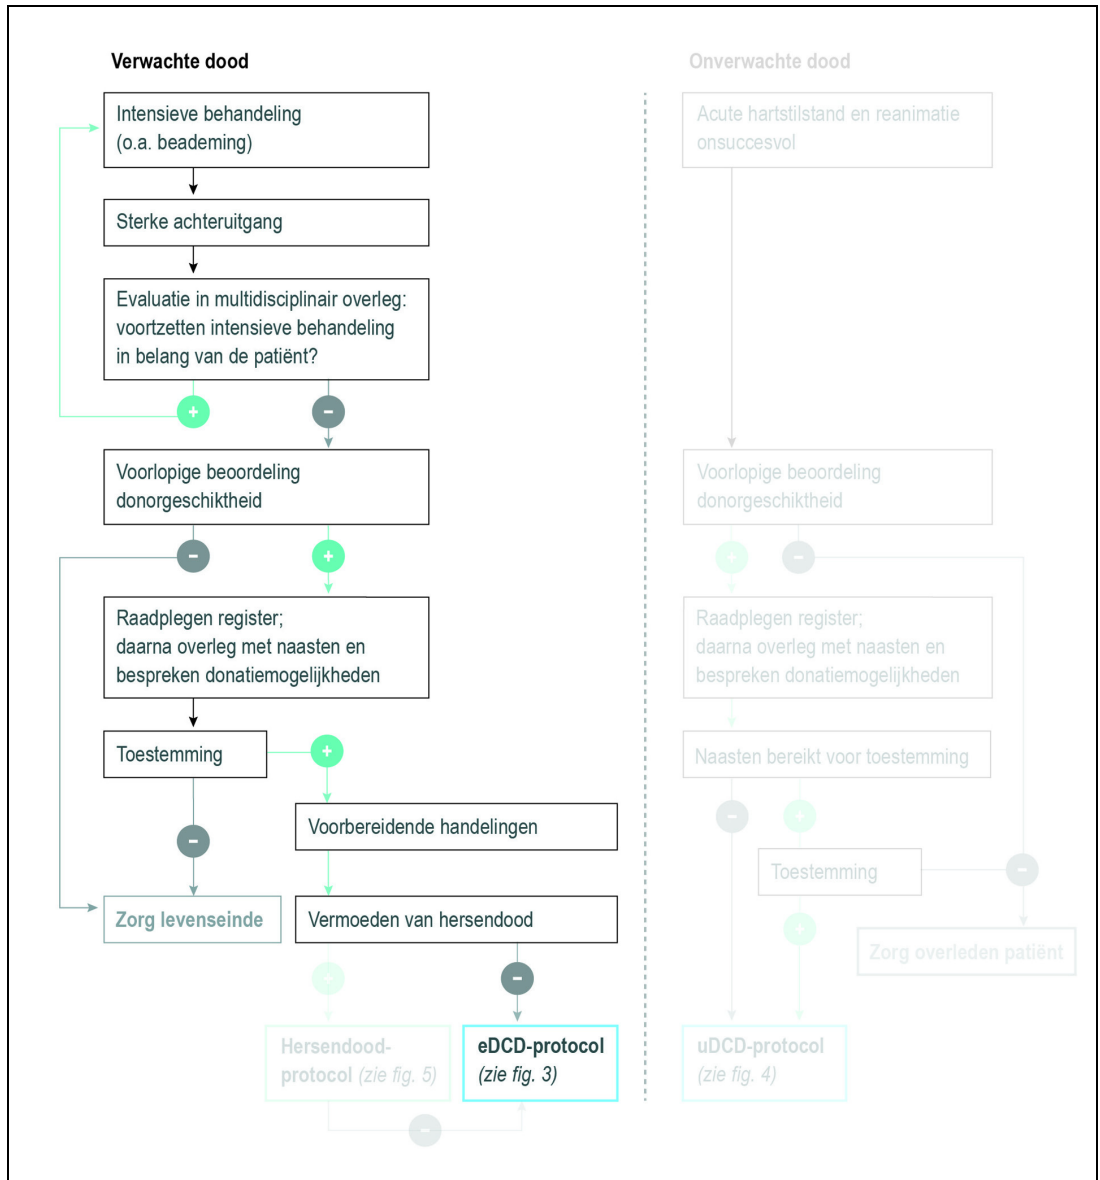 Verwachte dood
Intensieve behandeling
(o.a. beademing)
Sterke achteruitgang
Evaluatie in multidisciplinair overleg:
voortzetten intensieve behandeling
in belang van de patiënt?
+
-
Voorlopige beoordeling
donorgeschiktheid
-
+
Raadplegen register;
daarna overleg met naasten en
bespreken donatiemogelijkheden
Toestemming
+
-
Voorbereidende handelingen
Zorg levenseinde
Vermoeden van hersendood
+
-
Hersendood-
protocol (zie fig. 5)
eDCD-protocol
(zie fig. 3)
-
Onverwachte dood
Acute hartstilstand en reanimatie
onsuccesvol
Voorlopige beoordeling
donorgeschiktheid
+
-
Raadplegen register;
daarna overleg met naasten en
bespreken donatiemogelijkheden
Naasten bereikt voor toestemming
-
+
Toestemming
-
+
Zorg overleden patiënt
uDCD-protocol
(zie fig. 4)